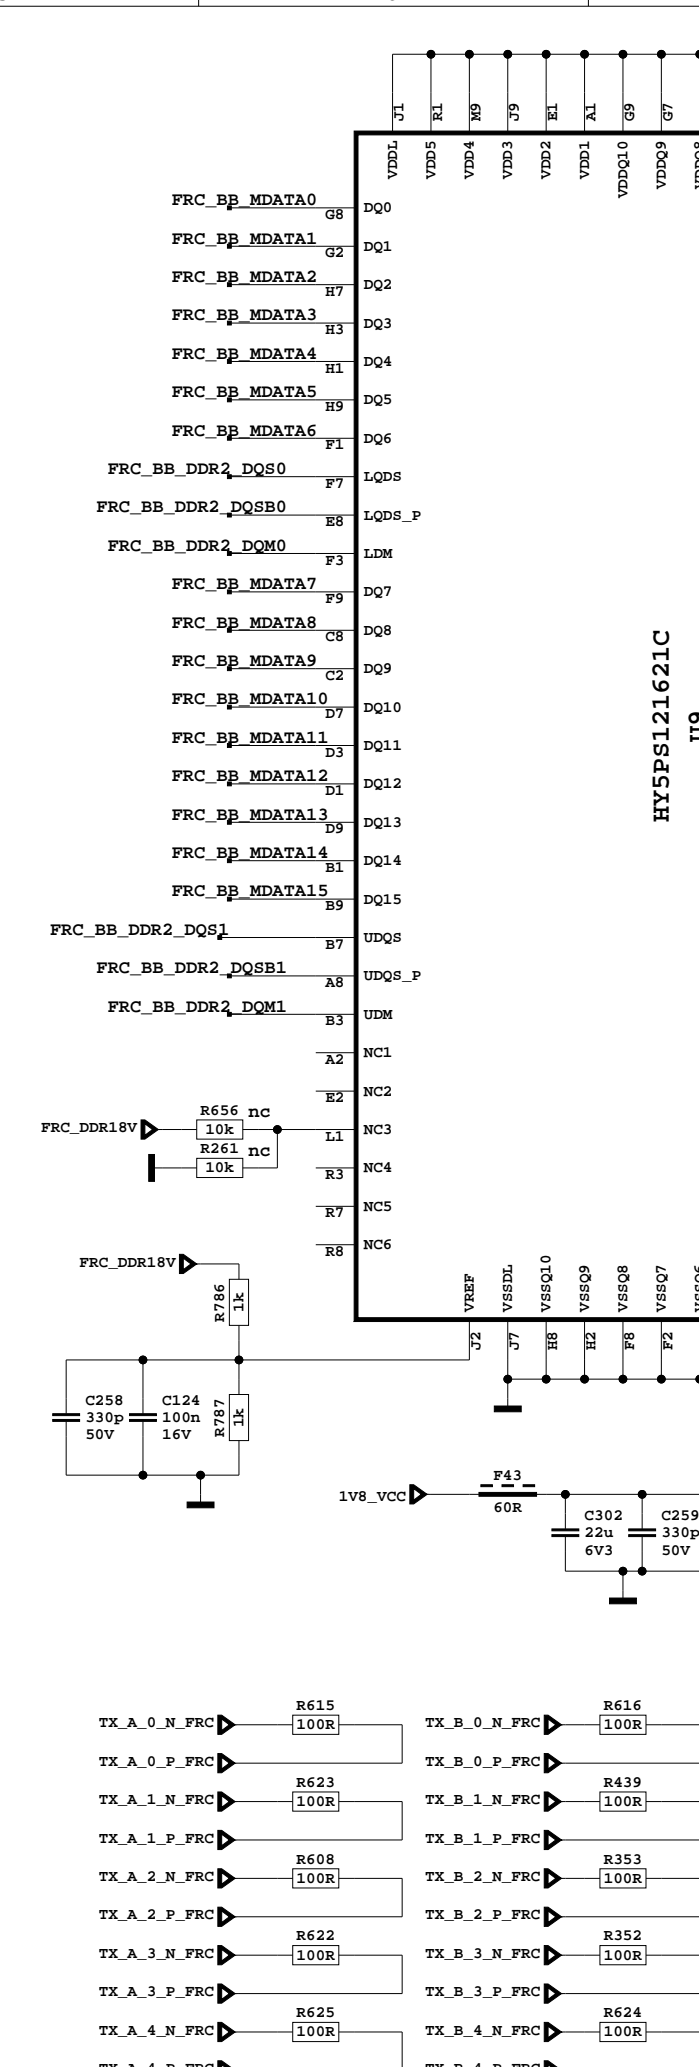 J1
R1
M9
J9
E1
A1
G9
G7
VDDL
VDD5
VDD4
VDD3
VDD2
VDD1
VDDQ10
VDDQ9
FRC_BB_MDATA0 G8 DQ0
FRC_BB_MDATA1 G2 DQ1
FRC_BB_MDATA2 H7 DQ2
FRC_BB_MDATA3 H3 DQ3
FRC_BB_MDATA4 H1 DQ4
FRC_BB_MDATA5 H9 DQ5
FRC_BB_MDATA6 F1 DQ6
FRC_BB_DDR2_DQS0 F7 LQDS
FRC_BB_DDR2_DQSB0 E8 LQDS_P
FRC_BB_DDR2_DQM0 F3 LDM
FRC_BB_MDATA7 F9 DQ7
FRC_BB_MDATA8 C8 DQ8
FRC_BB_MDATA9 C2 DQ9
FRC_BB_MDATA10 D7 DQ10
FRC_BB_MDATA11 D3 DQ11
FRC_BB_MDATA12 D1 DQ12
FRC_BB_MDATA13 D9 DQ13
FRC_BB_MDATA14 B1 DQ14
FRC_BB_MDATA15 B9 DQ15
FRC_BB_DDR2_DQS1 B7 UDQS
FRC_BB_DDR2_DQSB1 A8 UDQS_P
FRC_BB_DDR2_DQM1 B3 UDM
HY5PS121621C
A2 NC1
E2 NC2
R656 nc
FRC_DDR18V 10k L1 NC3
R261 nc
10k R3 NC4
R7 NC5
R8 NC6
FRC_DDR18V
R786 1k
VREF
VSSDL
VSSQ10
VSSQ9
VSSQ8
VSSQ7
J2
J7
H8
H2
F8
F2
C258
330p
50V
C124
100n
16V
R787 1k
1V8_VCC
F43
60R
C302
22u
6V3
C259
330p
50V
R615 R616
TX_A_0_N_FRC 100R TX_B_0_N_FRC 100R
TX_A_0_P_FRC TX_B_0_P_FRC
R623 R439
TX_A_1_N_FRC 100R TX_B_1_N_FRC 100R
TX_A_1_P_FRC TX_B_1_P_FRC
R608 R353
TX_A_2_N_FRC 100R TX_B_2_N_FRC 100R
TX_A_2_P_FRC TX_B_2_P_FRC
R622 R352
TX_A_3_N_FRC 100R TX_B_3_N_FRC 100R
TX_A_3_P_FRC TX_B_3_P_FRC
R625 R624
TX_A_4_N_FRC 100R TX_B_4_N_FRC 100R